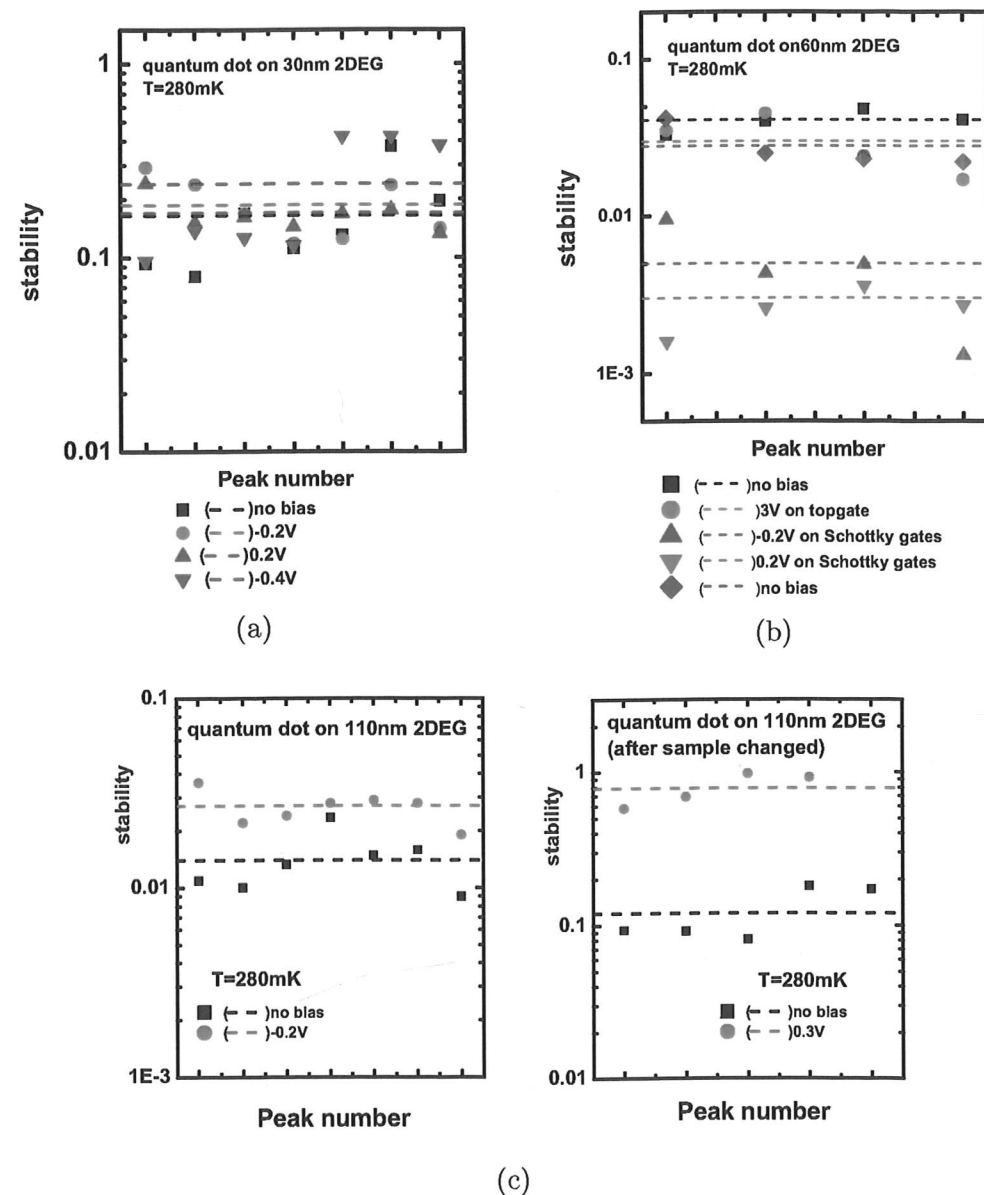 quantum dot on 30nm 2DEG
T=280mK
1
0.1
0.01
stability
Peak number
(– –)no bias
(– –)-0.2V
(– –)0.2V
(– –)-0.4V
(a)
quantum dot on60nm 2DEG
T=280mK
0.1
0.01
1E-3
stability
Peak number
(- - - -)no bias
(- - - -)3V on topgate
(- - - -)-0.2V on Schottky gates
(- - - -)0.2V on Schottky gates
(- - - -)no bias
(b)
quantum dot on 110nm 2DEG
0.1
0.01
1E-3
stability
T=280mK
(– –)no bias
(– –)-0.2V
Peak number
quantum dot on 110nm 2DEG
(after sample changed)
1
0.1
0.01
stability
T=280mK
(– –)no bias
(– –)0.3V
Peak number
(c)